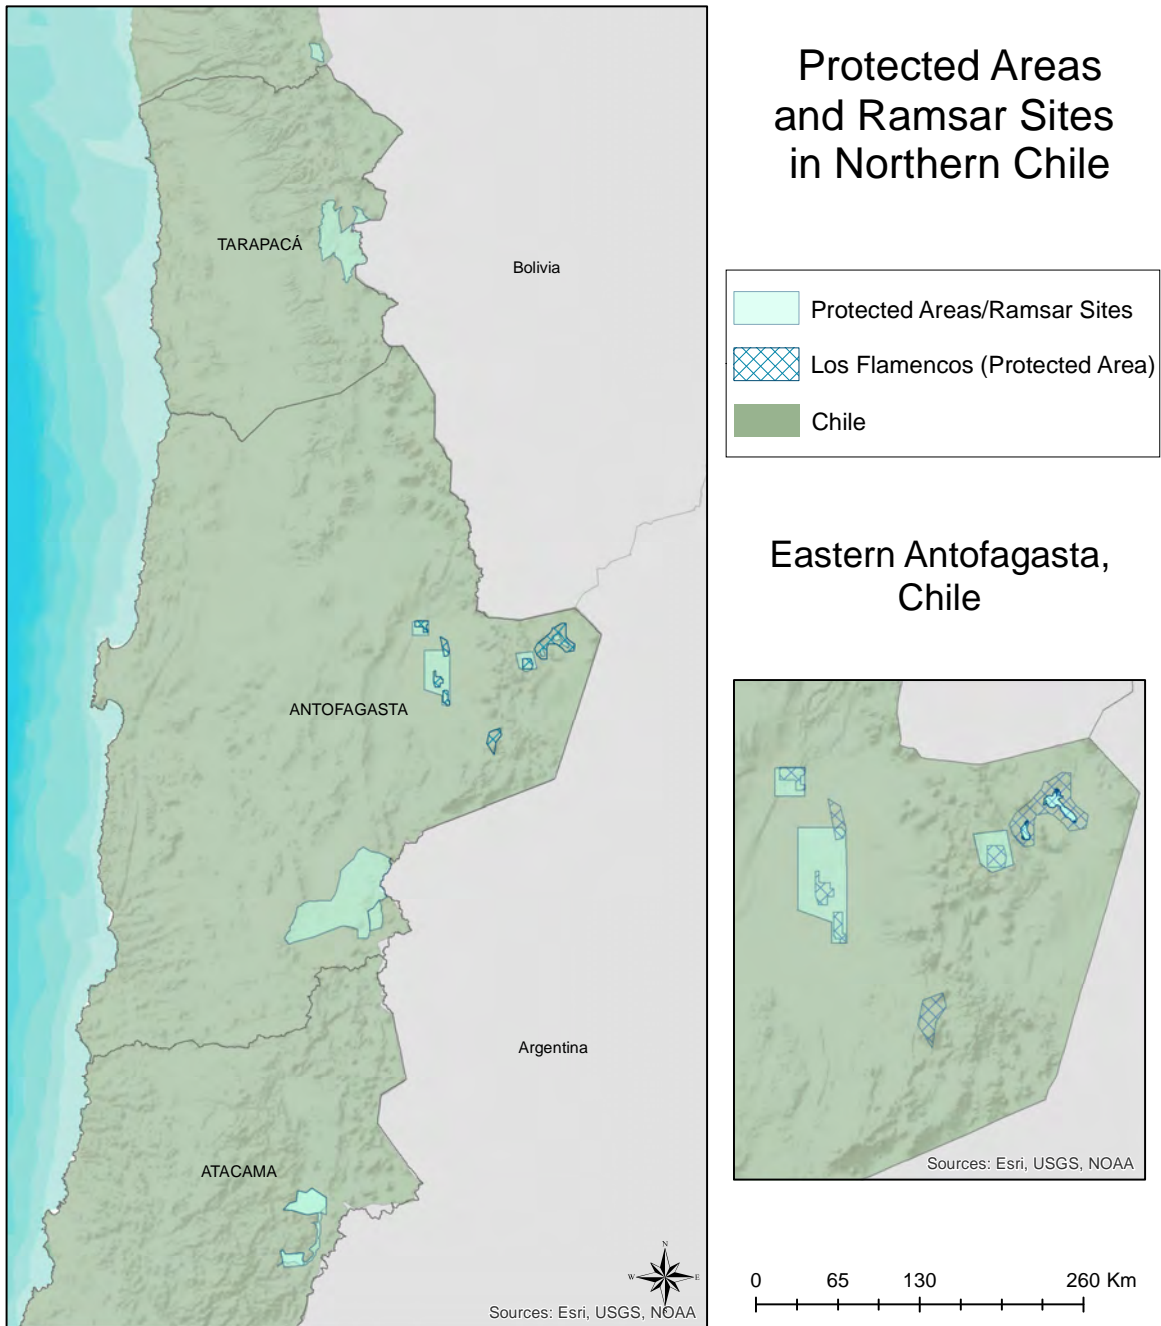 Protected Areas
and Ramsar Sites
in Northern Chile
TARAPACÁ
Bolivia
Protected Areas/Ramsar Sites
Los Flamencos (Protected Area)
Chile
Eastern Antofagasta,
Chile
ANTOFAGASTA
Argentina
ATACAMA
Sources: Esri, USGS, NOAA
N
W
E
S
Sources: Esri, USGS, NOAA
0 65 130 260 Km